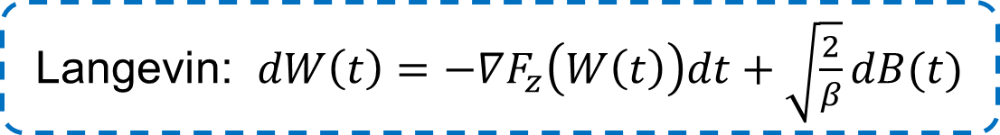 Langevin: dW(t) = −∇F_z(W(t))dt + √(2/β) dB(t)